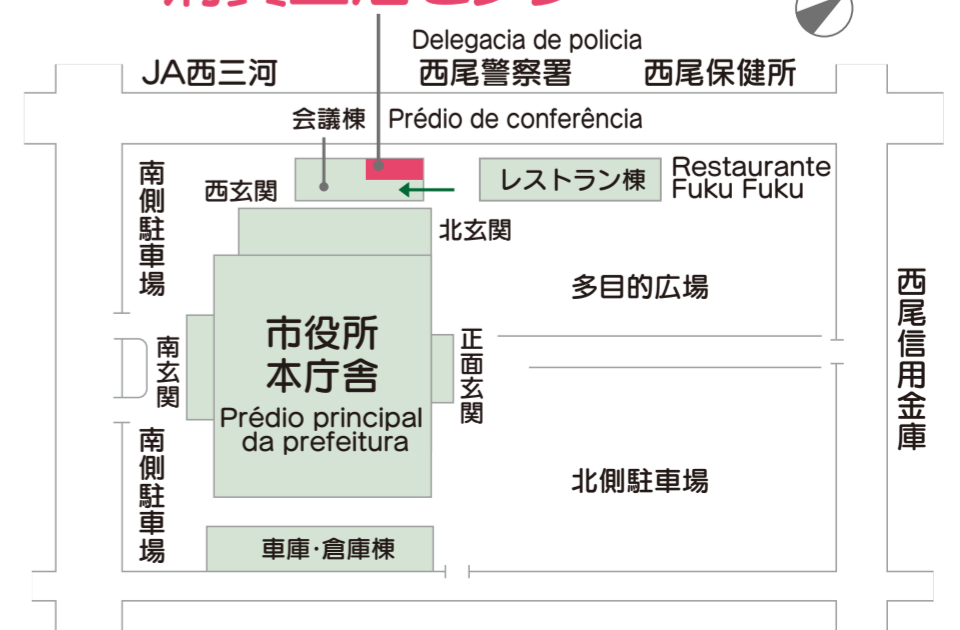 Delegacia de policia
JA西三河
西尾警察署
西尾保健所
会議棟
Prédio de conferência
レストラン棟
Restaurante
Fuku Fuku
西玄関
北玄関
南側駐車場
多目的広場
市役所
本庁舎
Prédio principal
da prefeitura
正面玄関
南玄関
西尾信用金庫
南側駐車場
北側駐車場
車庫・倉庫棟